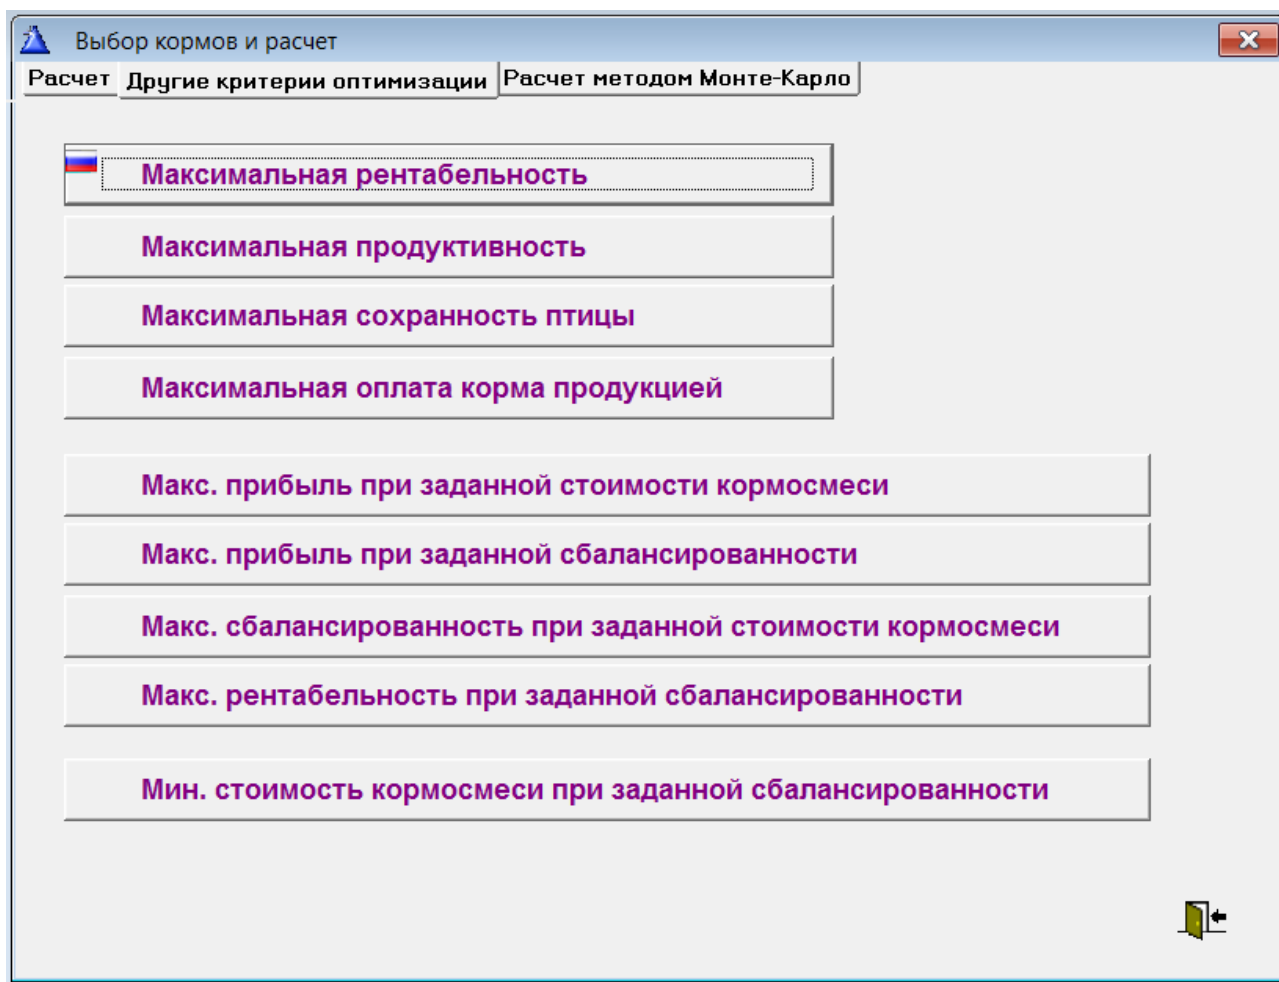 Выбор кормов и расчет
Расчет Другие критерии оптимизации Расчет методом Монте-Карло
Максимальная рентабельность
Максимальная продуктивность
Максимальная сохранность птицы
Максимальная оплата корма продукцией
Макс. прибыль при заданной стоимости кормосмеси
Макс. прибыль при заданной сбалансированности
Макс. сбалансированность при заданной стоимости кормосмеси
Макс. рентабельность при заданной сбалансированности
Мин. стоимость кормосмеси при заданной сбалансированности